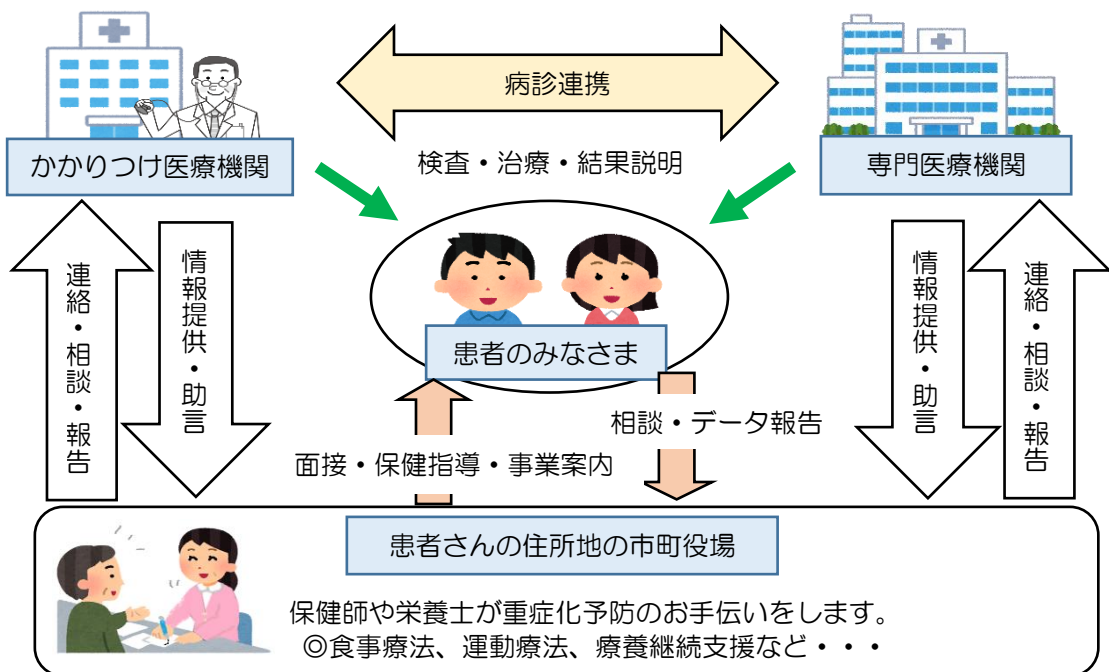 病診連携
かかりつけ医療機関
検査・治療・結果説明
専門医療機関
連絡・相談・報告
情報提供・助言
患者のみなさま
情報提供・助言
連絡・相談・報告
相談・データ報告
面接・保健指導・事業案内
患者さんの住所地の市町役場
保健師や栄養士が重症化予防のお手伝いをします。
◎食事療法、運動療法、療養継続支援など・・・